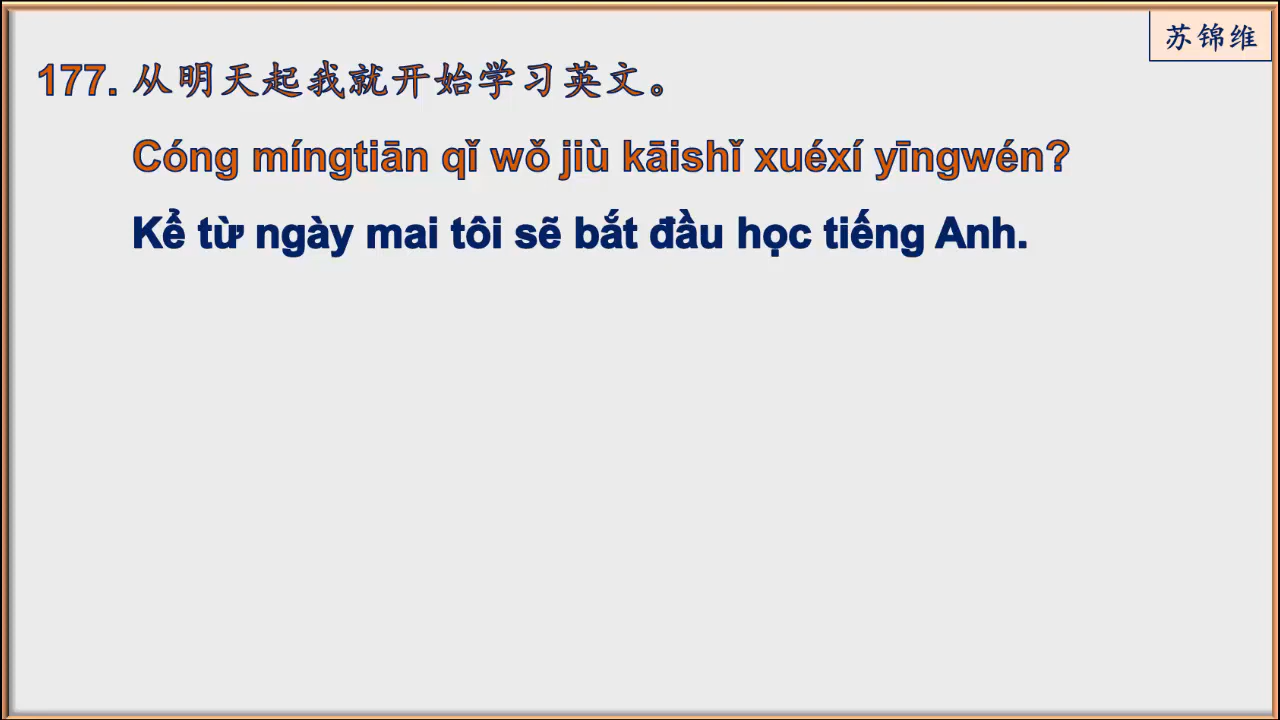 苏锦维
177. 从明天起我就开始学习英文。
Cóng míngtiān qǐ wǒ jiù kāishǐ xuéxí yīngwén?
Kể từ ngày mai tôi sẽ bắt đầu học tiếng Anh.